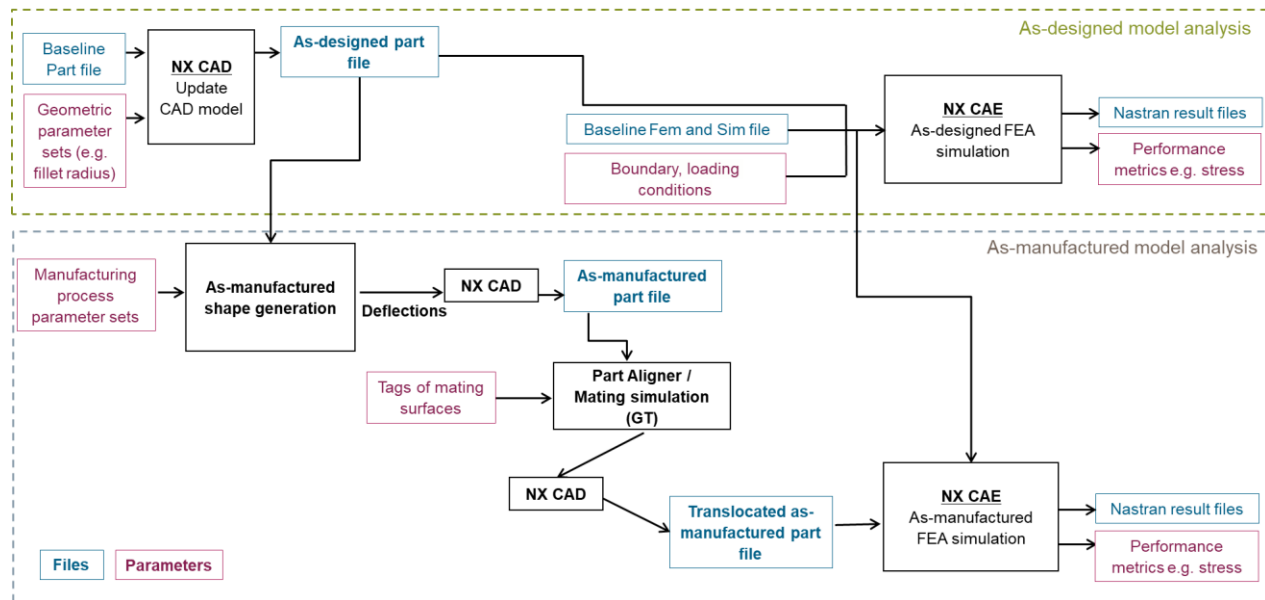 As-designed model analysis
Baseline
Part file
NX CAD
Update
CAD model
As-designed part
file
Geometric
parameter
sets (e.g.
fillet radius)
Baseline Fem and Sim file
Boundary, loading
conditions
NX CAE
As-designed FEA
simulation
Nastran result files
Performance
metrics e.g. stress
As-manufactured model analysis
Manufacturing
process
parameter sets
As-manufactured
shape generation
Deflections
NX CAD
As-manufactured
part file
Tags of mating
surfaces
Part Aligner /
Mating simulation
(GT)
NX CAD
Translocated as-
manufactured part
file
NX CAE
As-manufactured
FEA simulation
Nastran result files
Performance
metrics e.g. stress
Files
Parameters